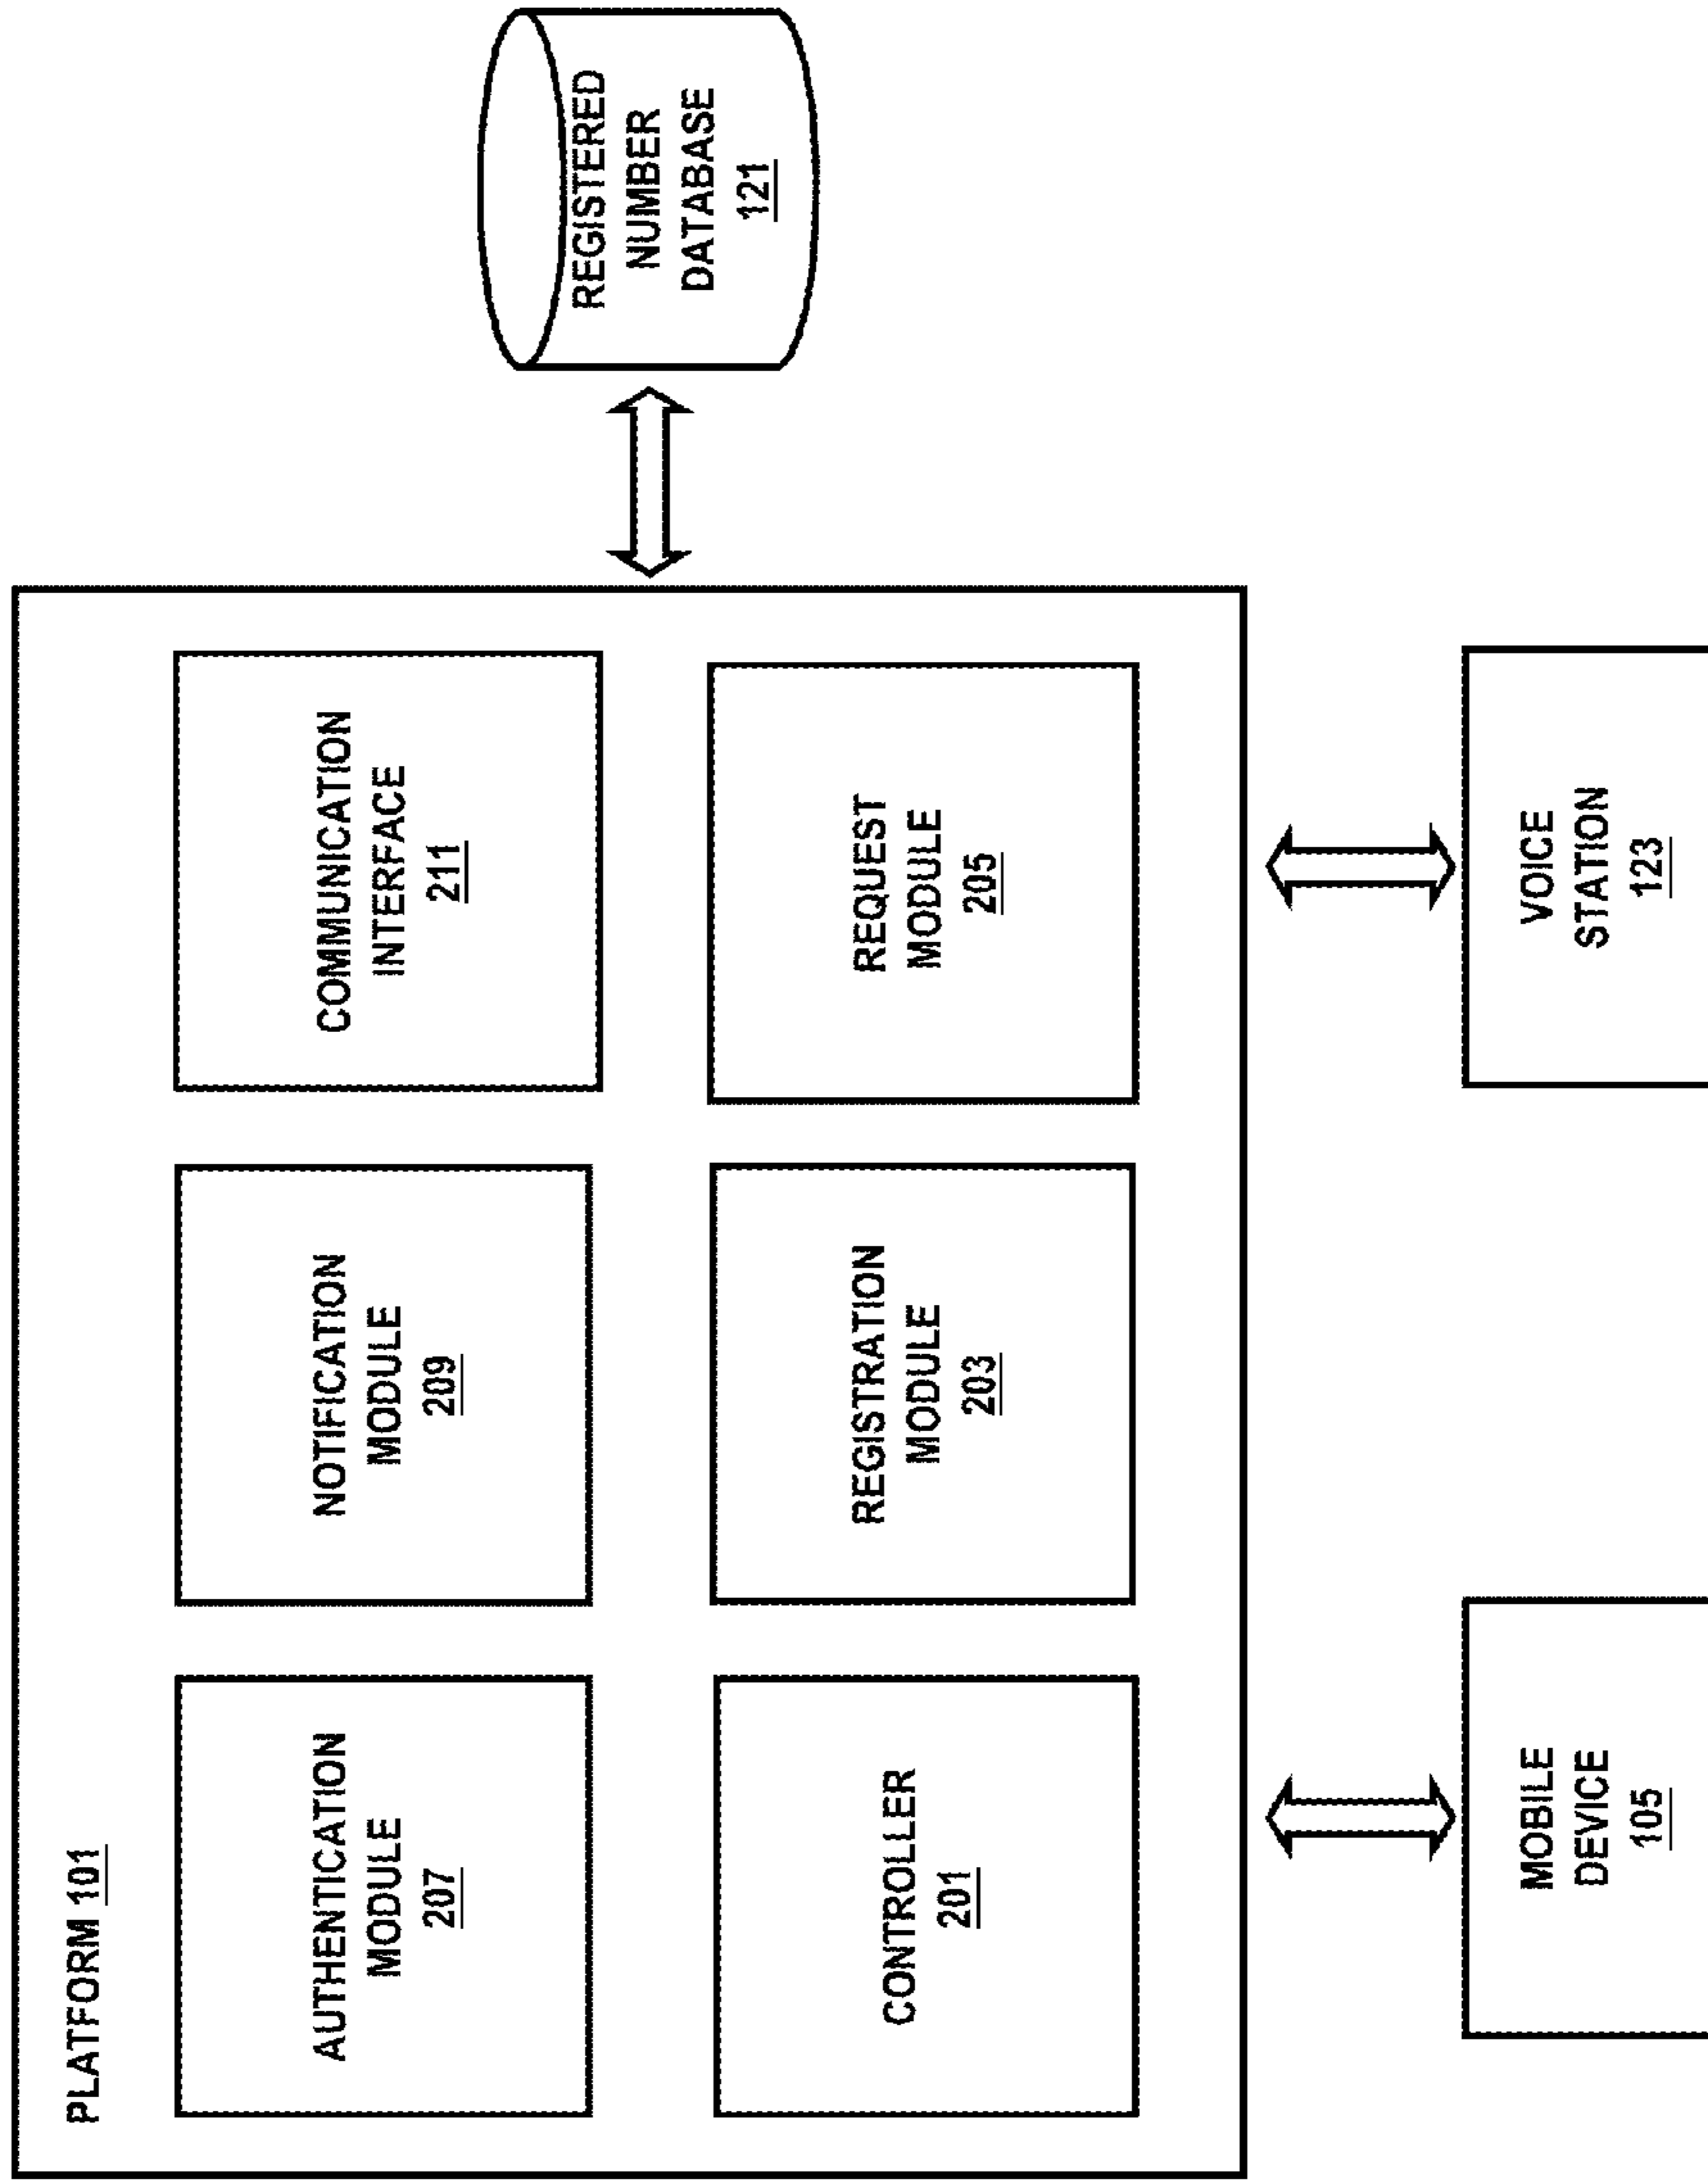 PLATFORM 101
AUTHENTICATION
MODULE
207
NOTIFICATION
MODULE
209
COMMUNICATION
INTERFACE
211
CONTROLLER
201
REGISTRATION
MODULE
203
REQUEST
MODULE
205
REGISTERED
NUMBER
DATABASE
121
MOBILE
DEVICE
105
VOICE
STATION
123